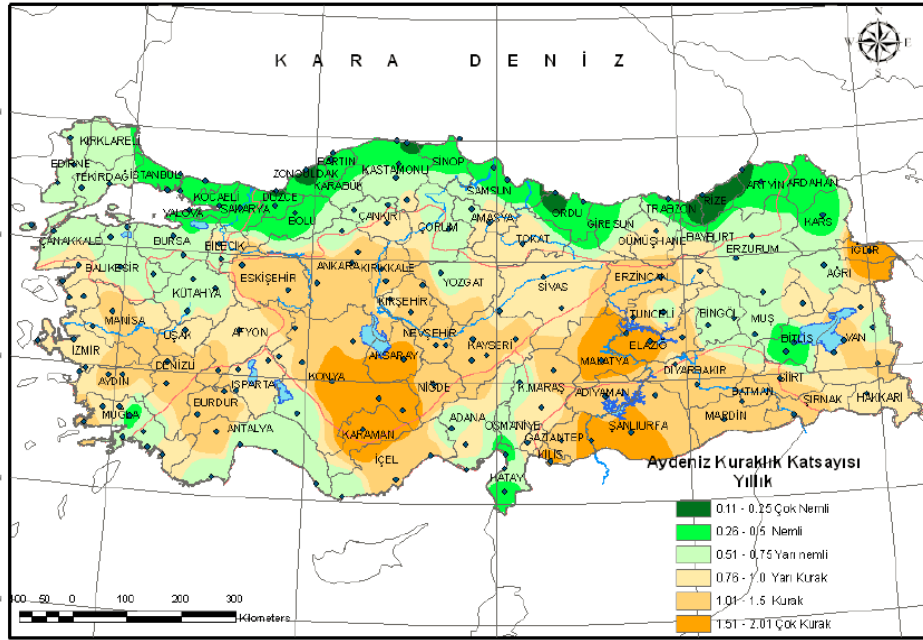 N
W E
S
KARA DENİZ
KIRKLARELİ
EDİRNE
TEKİRDAĞ
İSTANBUL
BARTIN
ZONGULDAK
KARABÜK
KASTAMONU
SİNOP
KOCAELİ
DÜZCE
YALOVA
SAKARYA
BOLU
ÇANKIRI
SAMSUN
ORDU
GİRESUN
TRABZON
RİZE
ARTVİN
ARDAHAN
KARS
AMASYA
ÇORUM
TOKAT
GÜMÜŞHANE
BAYBURT
ERZURUM
IĞDIR
AĞRI
ÇANAKKALE
BURSA
BİLECİK
BALIKESİR
ESKİŞEHİR
ANKARA
KIRIKKALE
YOZGAT
SİVAS
ERZİNCAN
KÜTAHYA
TUNCELİ
BİNGÖL
MUŞ
MANİSA
UŞAK
AFYON
KIRŞEHİR
NEVŞEHİR
KAYSERİ
MALATYA
ELAZIĞ
BİTLİS
VAN
İZMİR
AKSARAY
DENİZLİ
ISPARTA
KONYA
NİĞDE
K.MARAŞ
ADIYAMAN
DİYARBAKIR
BATMAN
SİİRT
ŞIRNAK
HAKKARİ
AYDIN
BURDUR
MARDİN
MUĞLA
ANTALYA
KARAMAN
ADANA
OSMANİYE
GAZİANTEP
KİLİS
ŞANLIURFA
İÇEL
HATAY
Aydeniz Kuraklık Katsayısı
Yıllık
0.11 - 0.25 Çok Nemli
0.26 - 0.5 Nemli
0.51 - 0.75 Yarı nemli
0.76 - 1.0 Yarı Kurak
1.01 - 1.5 Kurak
1.51 - 2.01 Çok Kurak
100 50 0 100 200 300
Kilometers